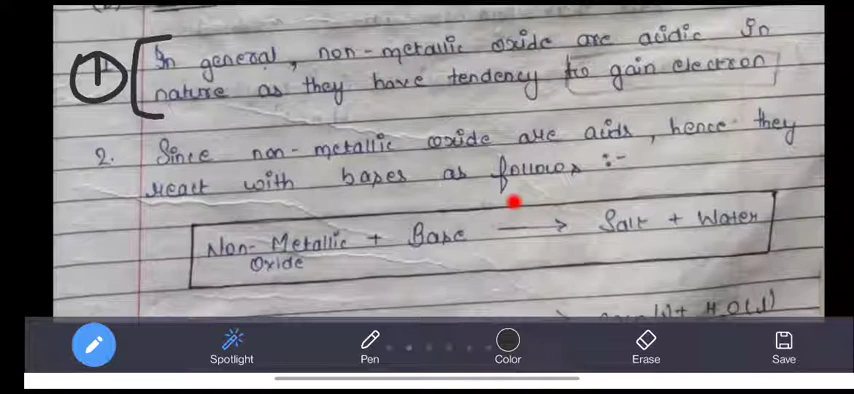 1
In general, non-metallic oxide are acidic in
nature as they have tendency to gain electron
2. Since non-metallic oxide are acids, hence they
react with bases as follows :-
Non-Metallic + Base → Salt + Water
Oxide
+ H₂O(l)
Spotlight Pen Color Erase Save